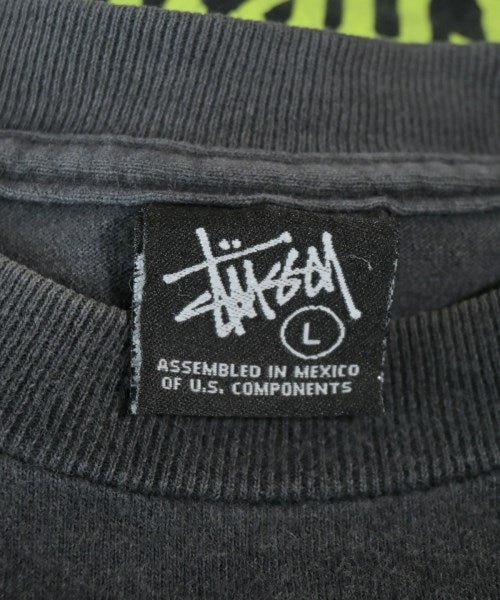 Stüssy
L
ASSEMBLED IN MEXICO
OF U.S. COMPONENTS